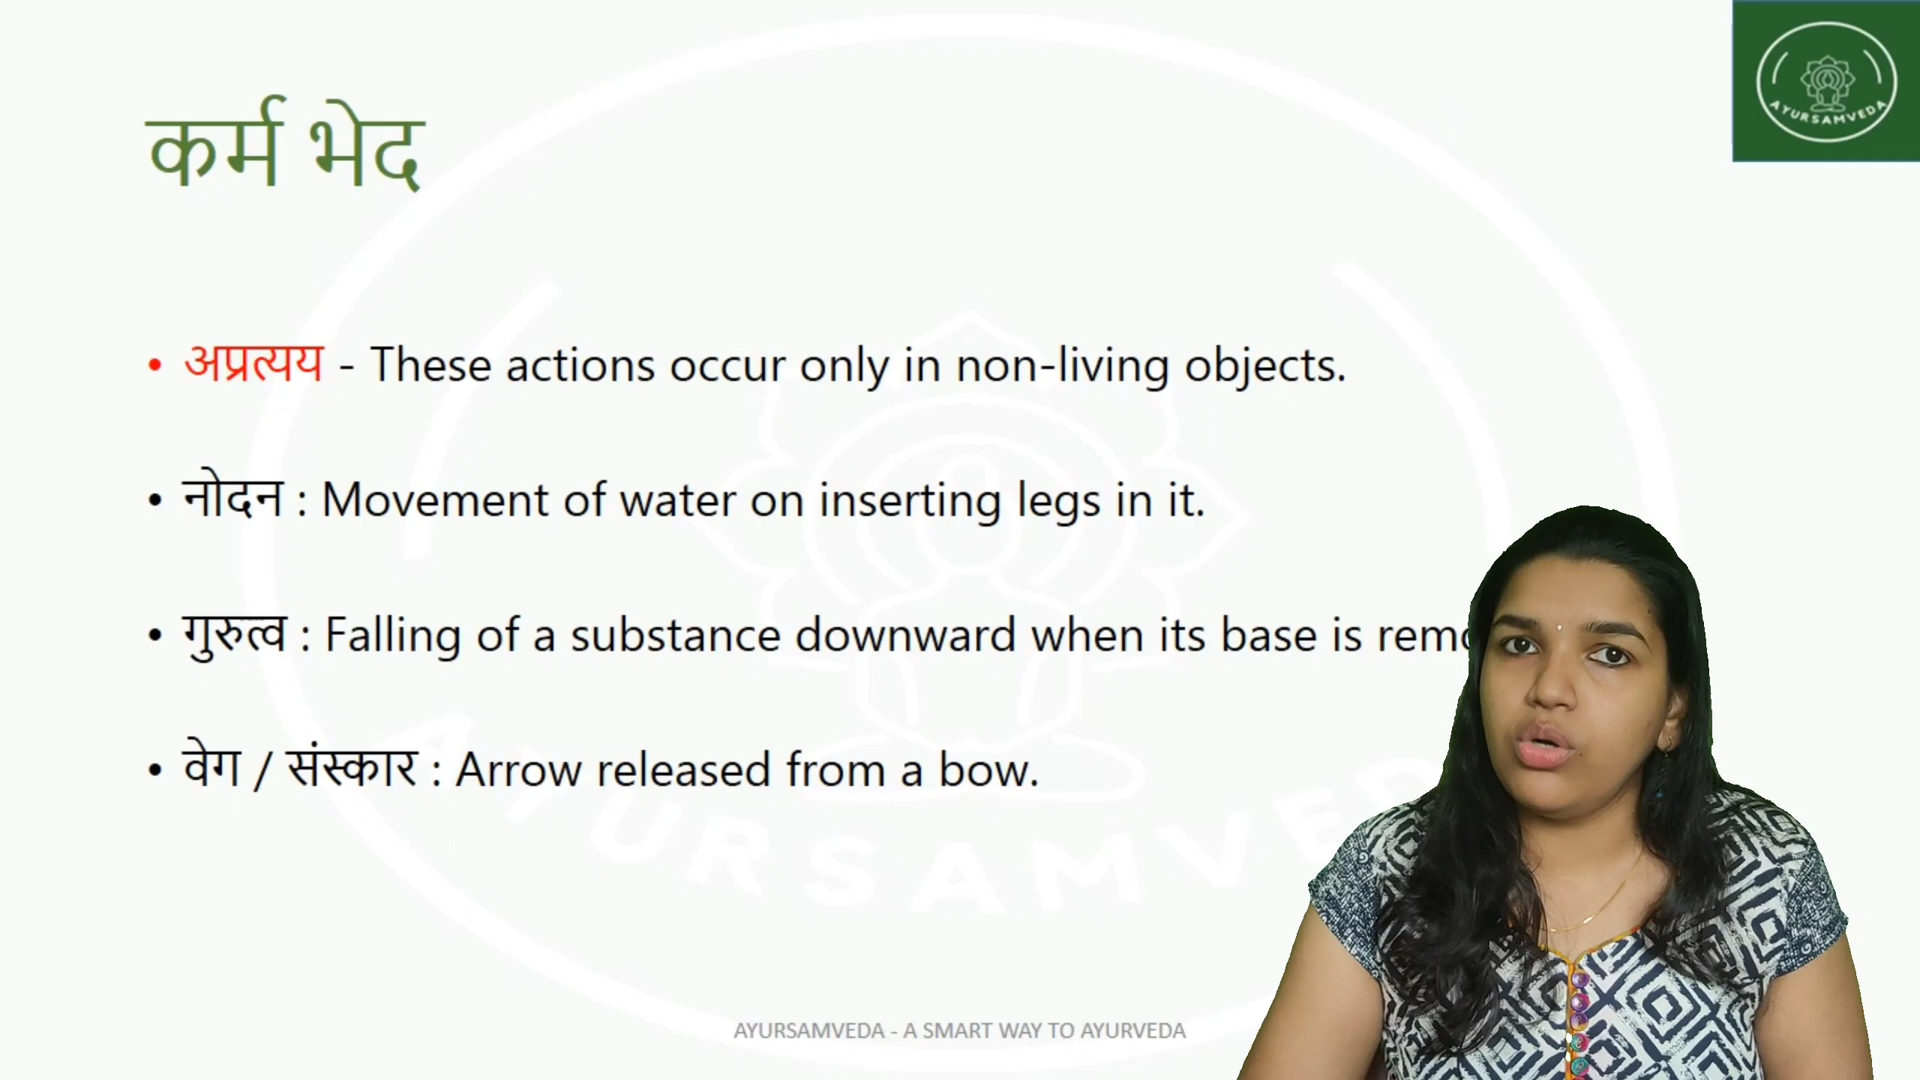 AYURSAMVEDA
कर्म भेद
• अप्रत्यय - These actions occur only in non-living objects.
• नोदन : Movement of water on inserting legs in it.
• गुरुत्व : Falling of a substance downward when its base is
• वेग / संस्कार : Arrow released from a bow.
AYURSAMVED
AYURSAMVEDA - A SMART WAY TO AYURVEDA